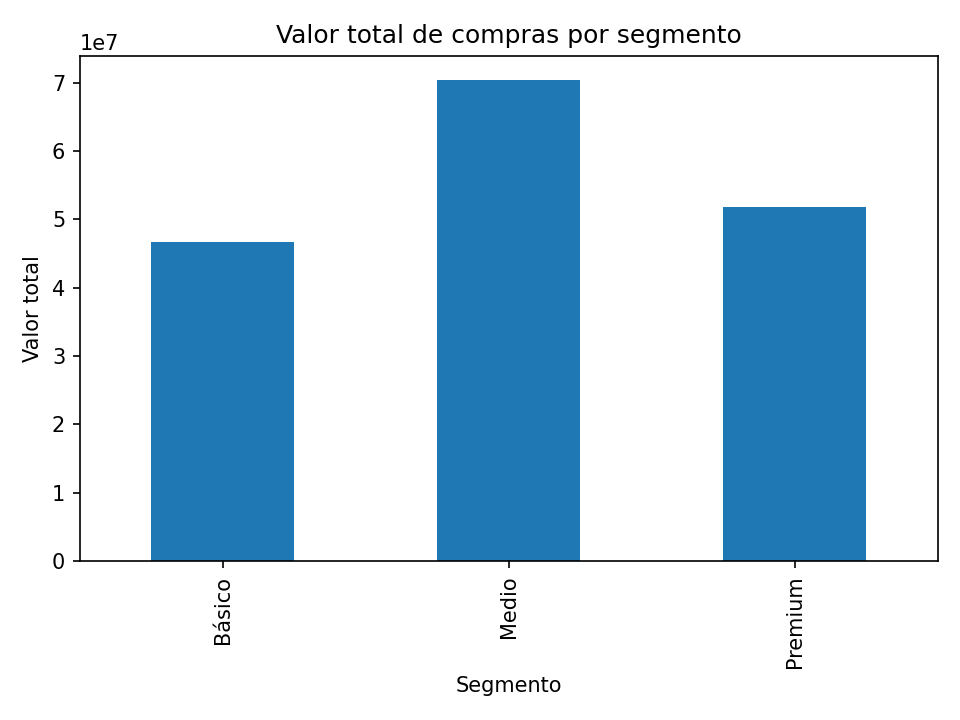 Valor total de compras por segmento
1e7
7
6
5
4
3
2
1
0
Valor total
Básico
Medio
Premium
Segmento